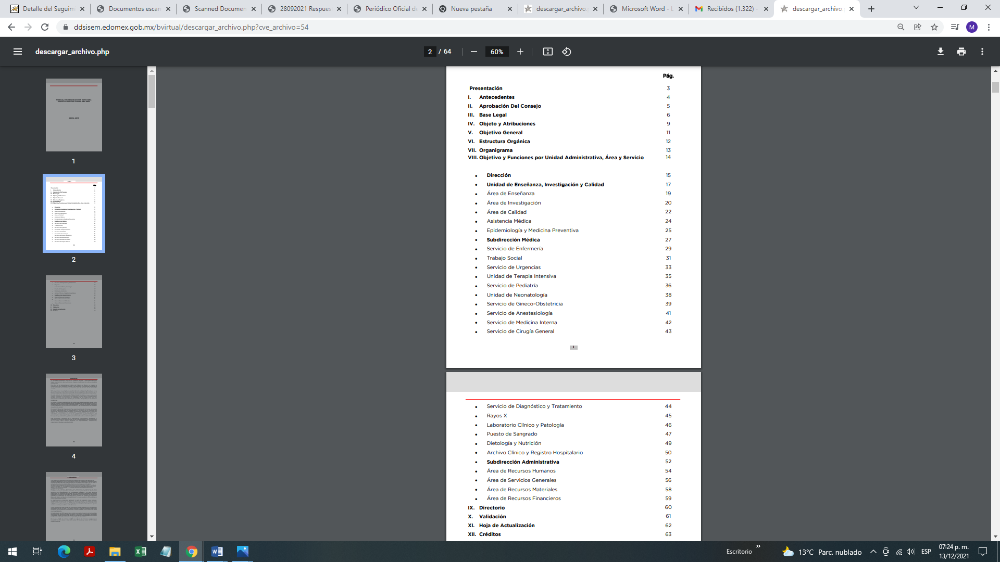 Detalle del Seguim
Documentos escan
Scanned Documen
28092021 Respues
Periódico Oficial de
Nueva pestaña
descargar_archivo.
Microsoft Word - L
Recibidos (1.322) -
descargar_archivo.
ddsisem.edomex.gob.mx/bvirtual/descargar_archivo.php?cve_archivo=54
M
descargar_archivo.php
2 / 64
60%
1
2
3
4
Pág.
Presentación 3
I. Antecedentes 4
II. Aprobación Del Consejo 5
III. Base Legal 6
IV. Objeto y Atribuciones 9
V. Objetivo General 11
VI. Estructura Orgánica 12
VII. Organigrama 13
VIII. Objetivo y Funciones por Unidad Administrativa, Área y Servicio 14
• Dirección 15
• Unidad de Enseñanza, Investigación y Calidad 17
• Área de Enseñanza 19
• Área de Investigación 20
• Área de Calidad 22
• Asistencia Médica 24
• Epidemiología y Medicina Preventiva 25
• Subdirección Médica 27
• Servicio de Enfermería 29
• Trabajo Social 31
• Servicio de Urgencias 33
• Unidad de Terapia Intensiva 35
• Servicio de Pediatría 36
• Unidad de Neonatología 38
• Servicio de Gineco-Obstetricia 39
• Servicio de Anestesiología 41
• Servicio de Medicina Interna 42
• Servicio de Cirugía General 43
1
• Servicio de Diagnóstico y Tratamiento 44
• Rayos X 45
• Laboratorio Clínico y Patología 46
• Puesto de Sangrado 47
• Dietología y Nutrición 49
• Archivo Clínico y Registro Hospitalario 50
• Subdirección Administrativa 52
• Área de Recursos Humanos 54
• Área de Servicios Generales 56
• Área de Recursos Materiales 58
• Área de Recursos Financieros 59
IX. Directorio 60
X. Validación 61
XI. Hoja de Actualización 62
XII. Créditos 63
Escritorio
13°C Parc. nublado
ESP
07:24 p. m.
13/12/2021